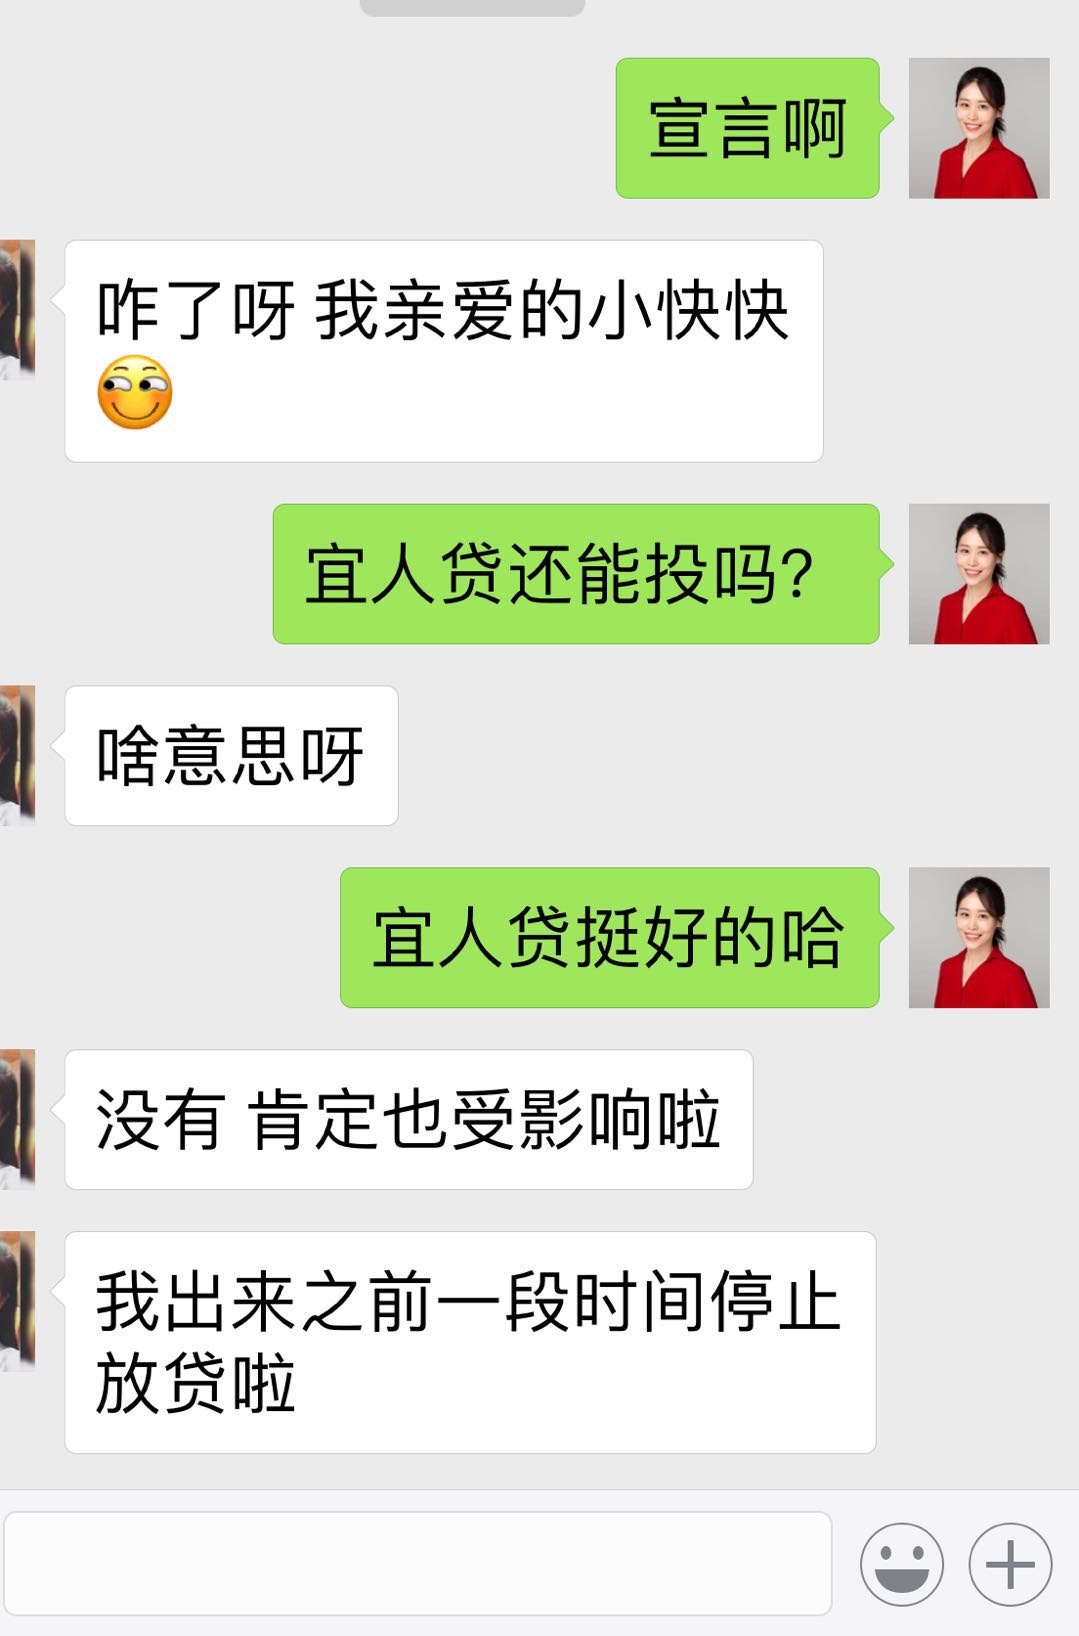 宣言啊
咋了呀 我亲爱的小快快
宜人贷还能投吗?
啥意思呀
宜人贷挺好的哈
没有 肯定也受影响啦
我出来之前一段时间停止
放贷啦